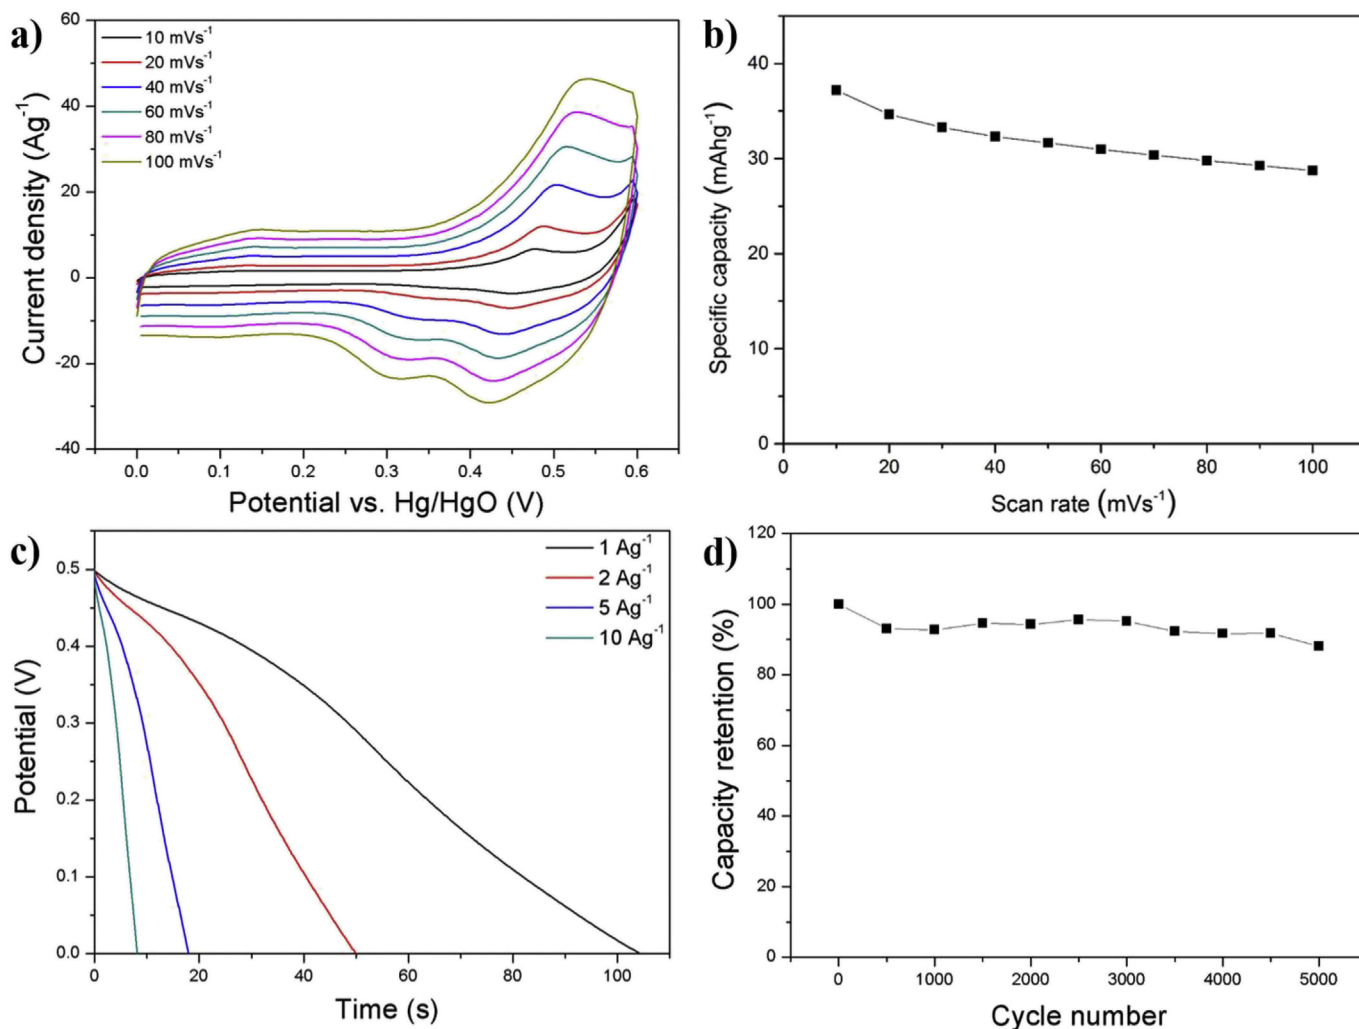 a)
60
40
20
0
-20
-40
Current density (Ag⁻¹)
10 mVs⁻¹
20 mVs⁻¹
40 mVs⁻¹
60 mVs⁻¹
80 mVs⁻¹
100 mVs⁻¹
0.0 0.1 0.2 0.3 0.4 0.5 0.6
Potential vs. Hg/HgO (V)
b)
40
30
20
10
0
Specific capacity (mAhg⁻¹)
0 20 40 60 80 100
Scan rate (mVs⁻¹)
c)
0.5
0.4
0.3
0.2
0.1
0.0
Potential (V)
1 Ag⁻¹
2 Ag⁻¹
5 Ag⁻¹
10 Ag⁻¹
0 20 40 60 80 100
Time (s)
d)
120
100
80
60
40
20
0
Capacity retention (%)
0 1000 2000 3000 4000 5000
Cycle number